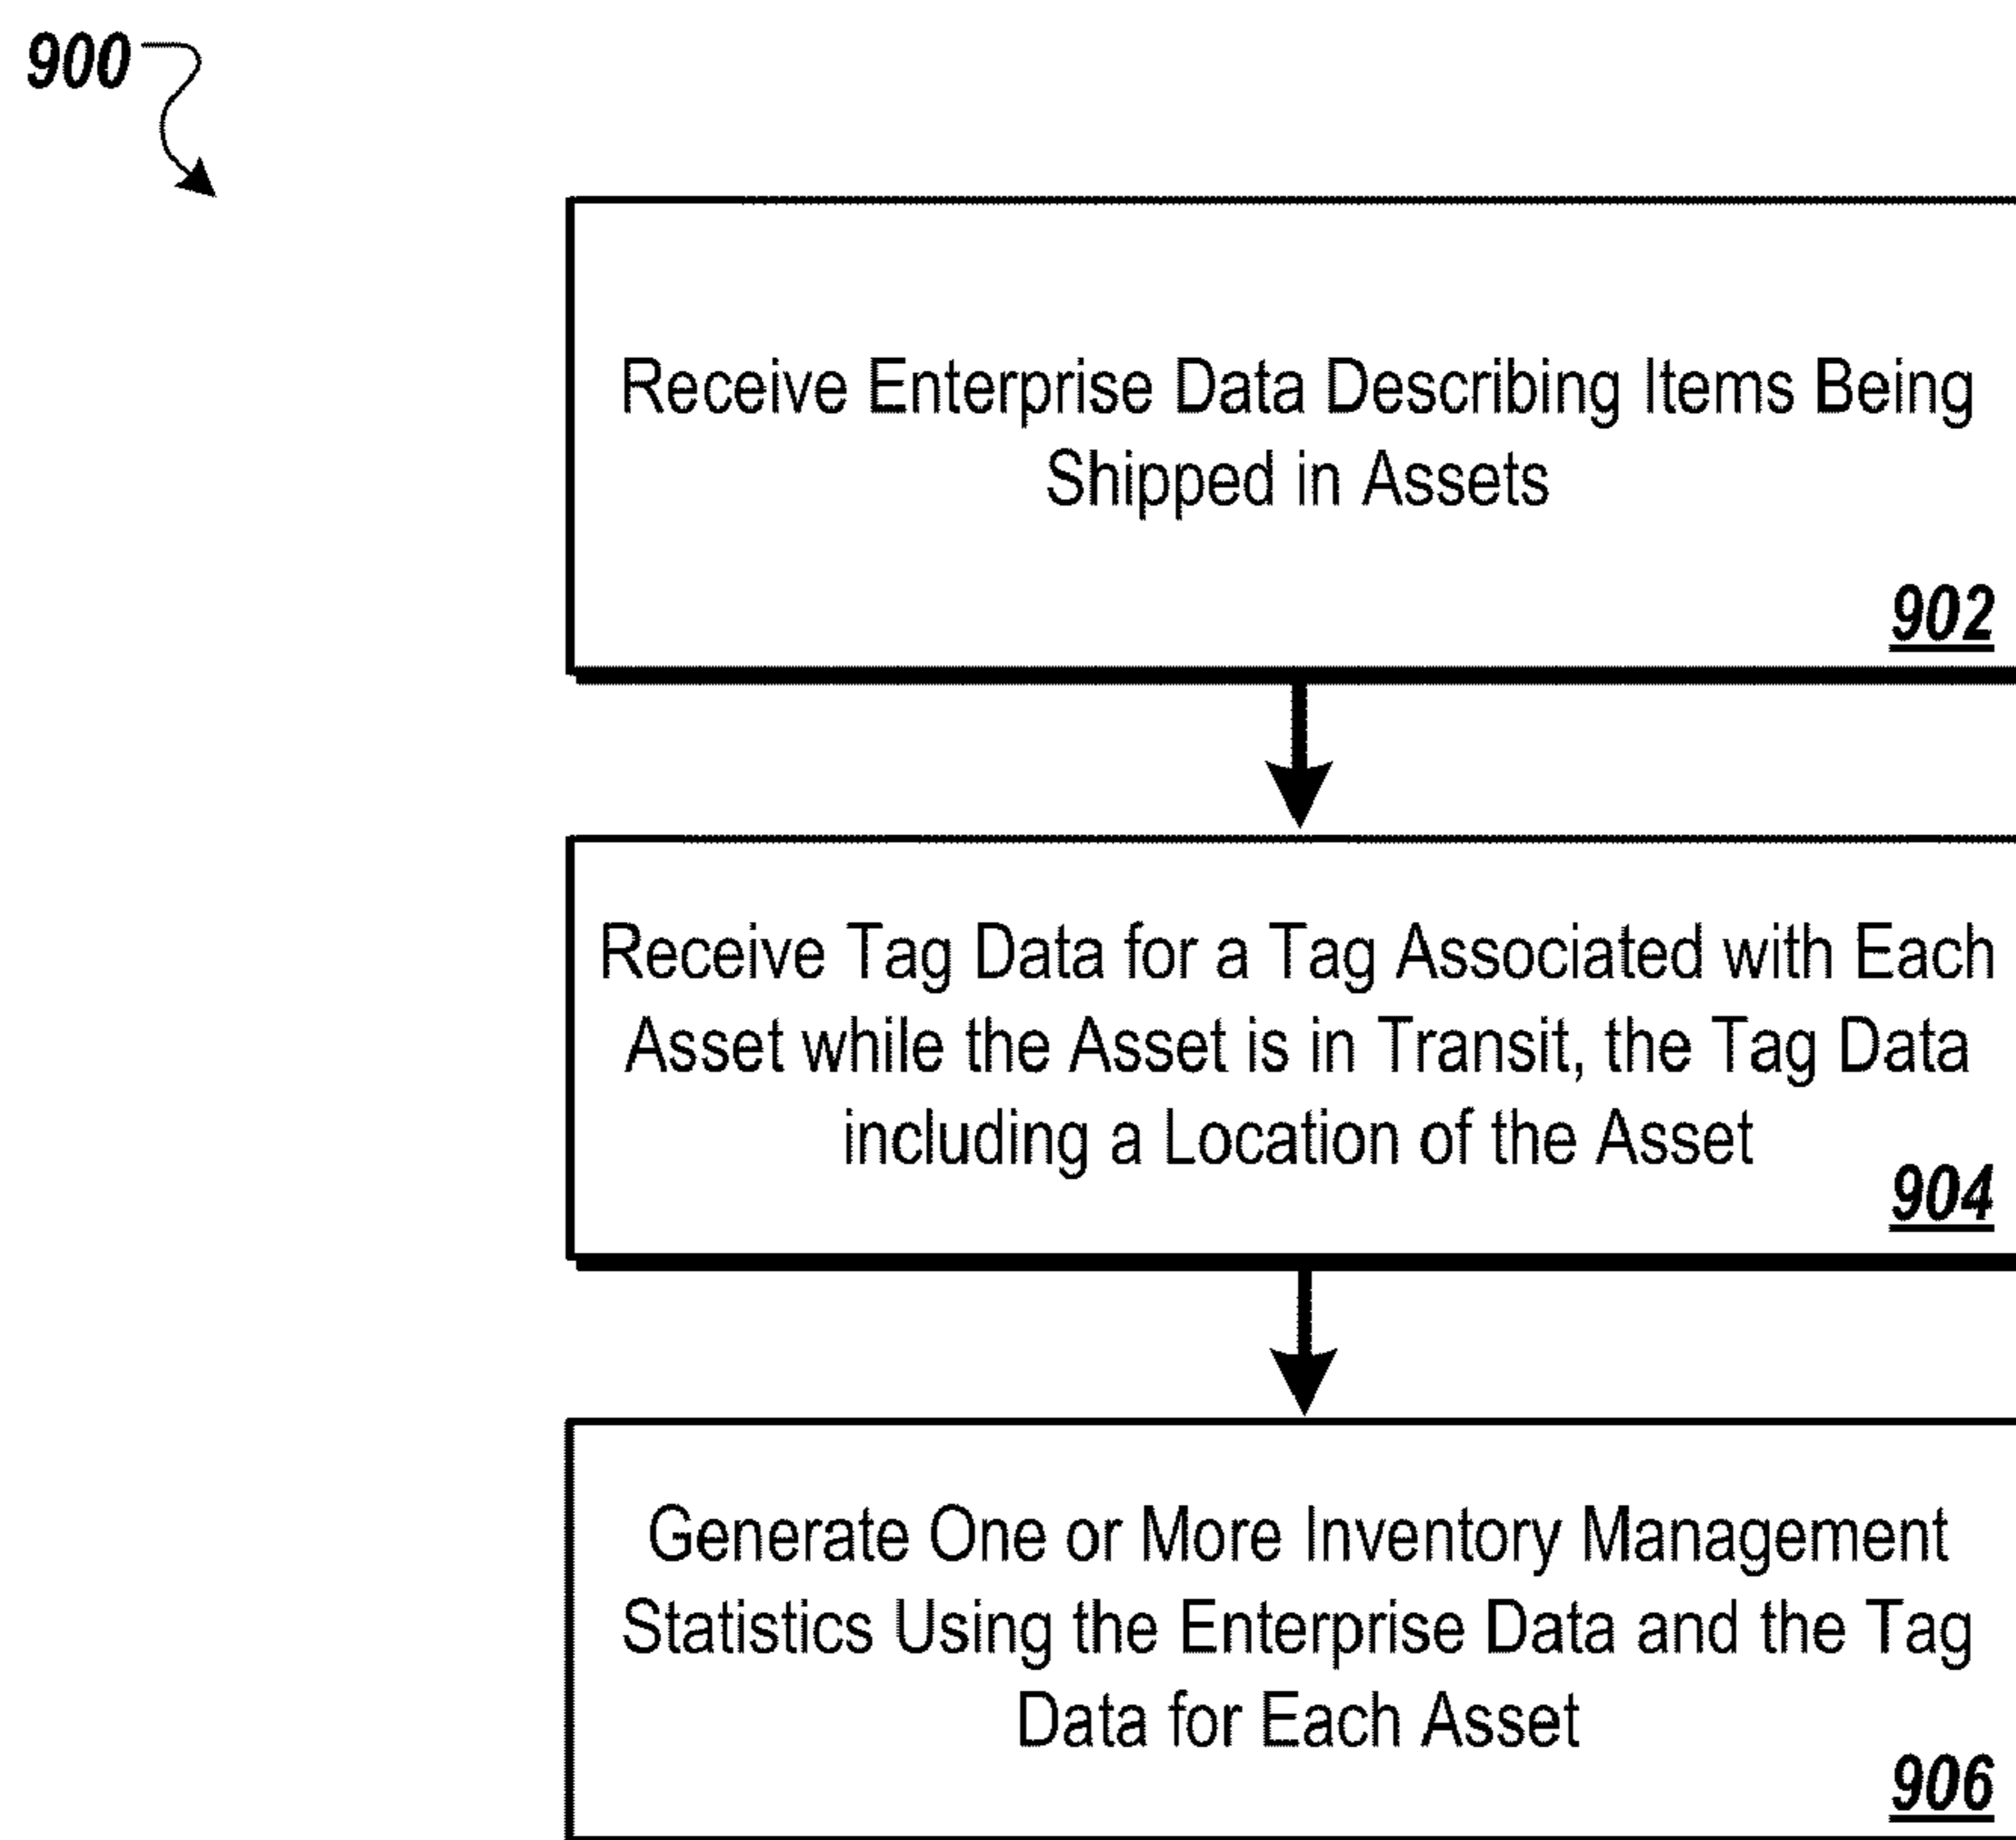 900
Receive Enterprise Data Describing Items Being
Shipped in Assets
902
Receive Tag Data for a Tag Associated with Each
Asset while the Asset is in Transit, the Tag Data
including a Location of the Asset
904
Generate One or More Inventory Management
Statistics Using the Enterprise Data and the Tag
Data for Each Asset
906